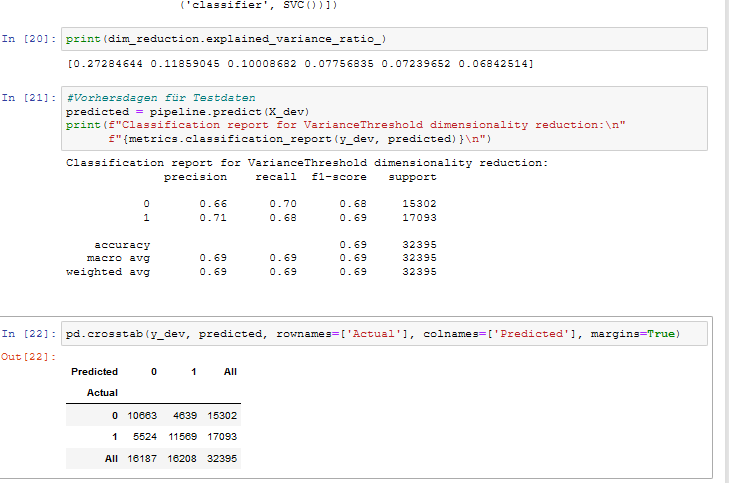 ('classifier', SVC())])
In [20]: print(dim_reduction.explained_variance_ratio_)
[0.27284644 0.11859045 0.10008682 0.07756835 0.07239652 0.06842514]
In [21]: #Vorhersdagen für Testdaten
predicted = pipeline.predict(X_dev)
print(f"Classification report for VarianceThreshold dimensionality reduction:\n"
f"{metrics.classification_report(y_dev, predicted)}\n")
Classification report for VarianceThreshold dimensionality reduction:
precision recall f1-score support
0 0.66 0.70 0.68 15302
1 0.71 0.68 0.69 17093
accuracy 0.69 32395
macro avg 0.69 0.69 0.69 32395
weighted avg 0.69 0.69 0.69 32395
In [22]: pd.crosstab(y_dev, predicted, rownames=['Actual'], colnames=['Predicted'], margins=True)
Out[22]:
Predicted 0 1 All
Actual
0 10663 4639 15302
1 5524 11569 17093
All 16187 16208 32395